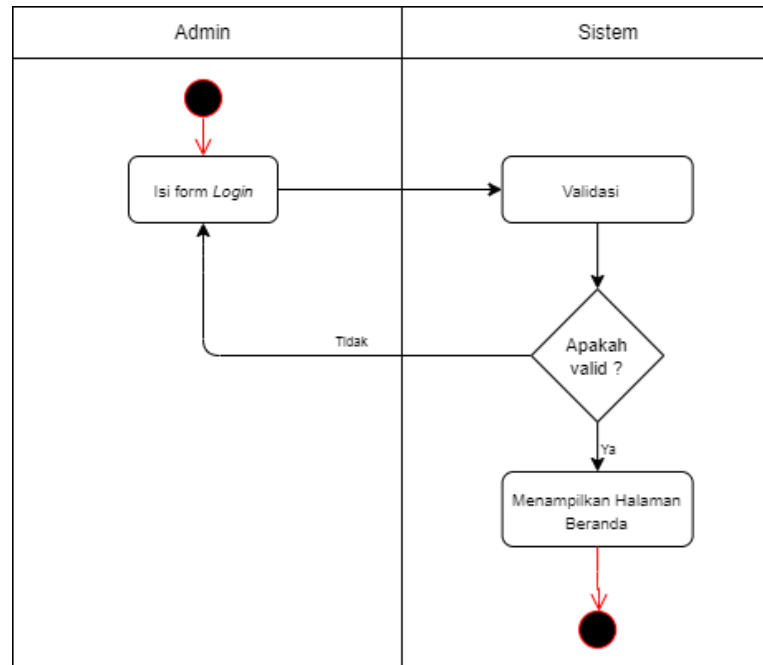 Admin
Sistem
Isi form Login
Validasi
Tidak
Apakah
valid ?
Ya
Menampilkan Halaman
Beranda